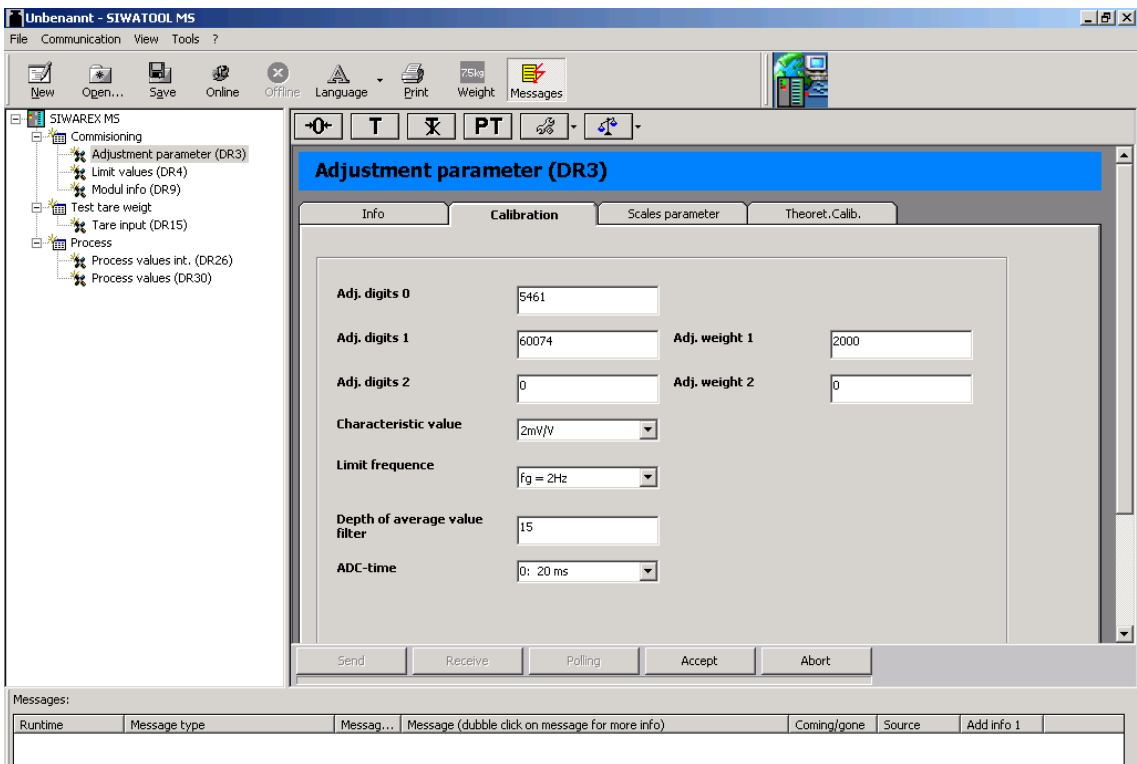 Unbenannt - SIWATOOL MS
File Communication View Tools ?
New Open... Save Online Offline Language Print Weight Messages
7.5kg
SIWAREX MS
Commisioning
Adjustment parameter (DR3)
Limit values (DR4)
Modul info (DR9)
Test tare weigt
Tare input (DR15)
Process
Process values int. (DR26)
Process values (DR30)
→0← T T PT
Adjustment parameter (DR3)
Info Calibration Scales parameter Theoret.Calib.
Adj. digits 0 5461
Adj. digits 1 60074 Adj. weight 1 2000
Adj. digits 2 0 Adj. weight 2 0
Characteristic value 2mV/V
Limit frequence fg = 2Hz
Depth of average value
filter 15
ADC-time 0: 20 ms
Send Receive Polling Accept Abort
Messages:
Runtime Message type Messag... Message (dubble click on message for more info) Coming/gone Source Add info 1